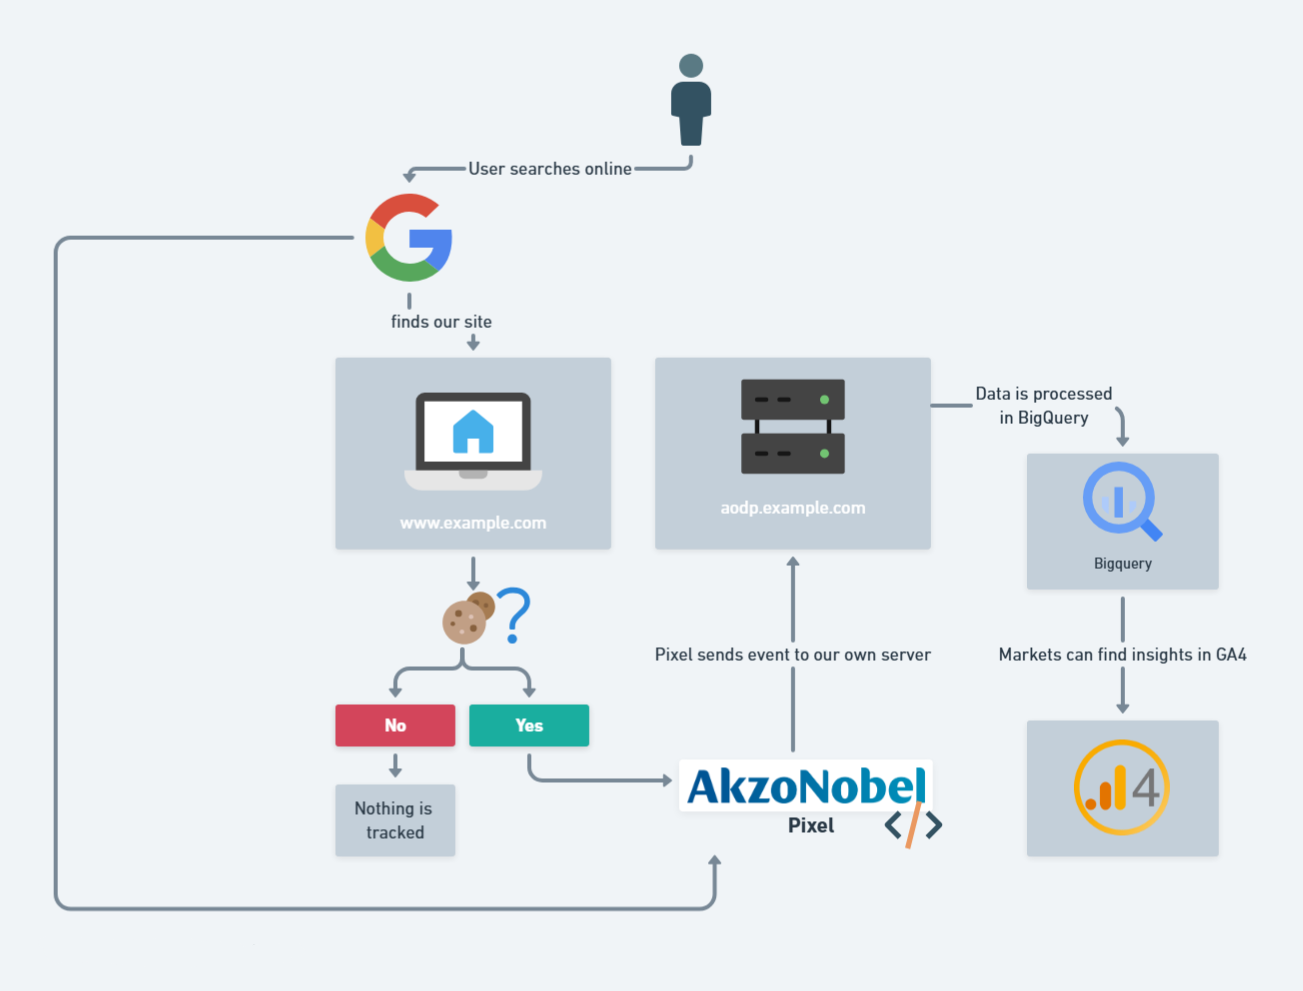 User searches online
finds our site
www.example.com
aodp.example.com
Data is processed
in BigQuery
Bigquery
Pixel sends event to our own server
Markets can find insights in GA4
No
Yes
Nothing is
tracked
AkzoNobel
Pixel
</>
4